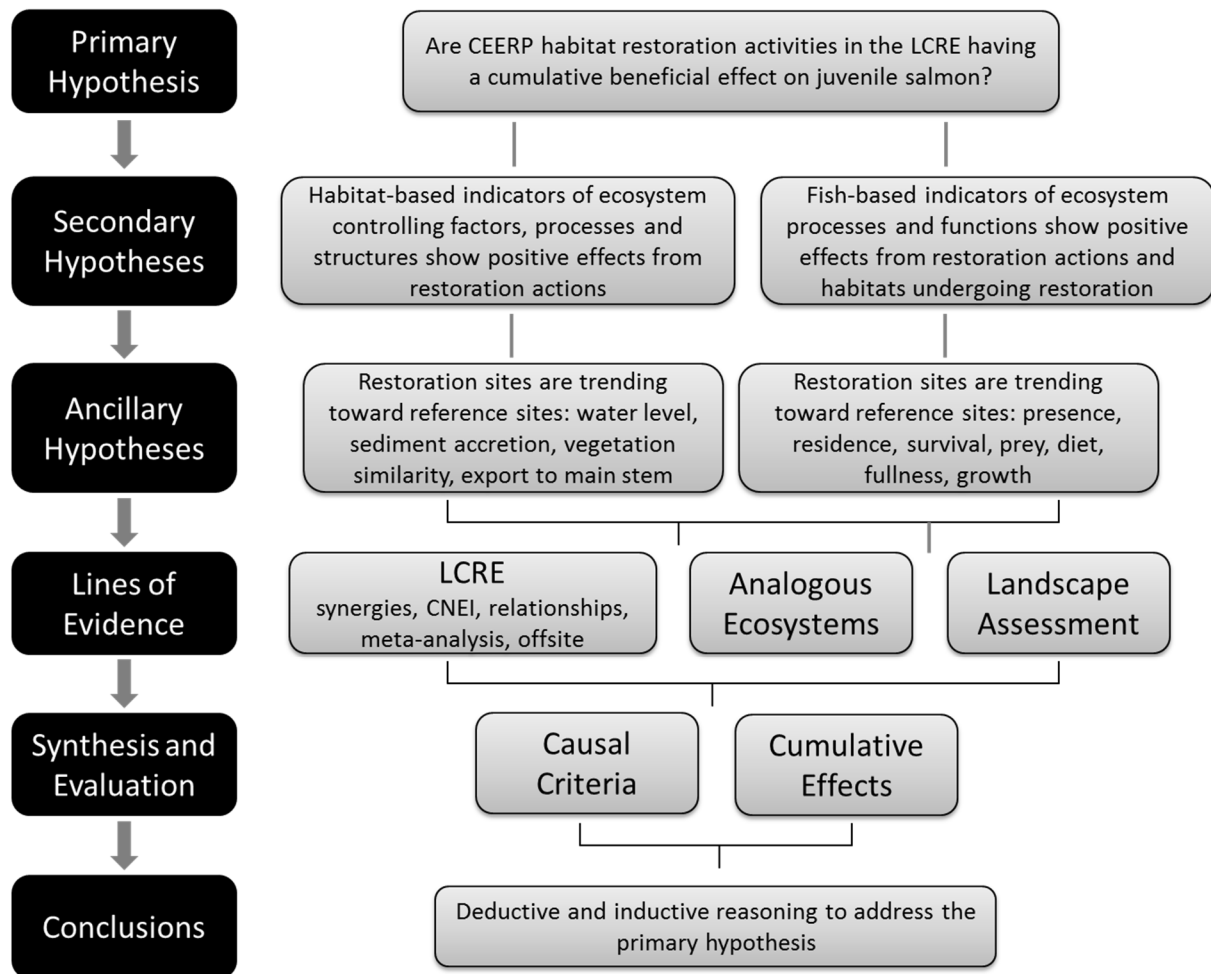 Primary
Hypothesis
Are CEERP habitat restoration activities in the LCRE having
a cumulative beneficial effect on juvenile salmon?
Secondary
Hypotheses
Habitat-based indicators of ecosystem
controlling factors, processes and
structures show positive effects from
restoration actions
Fish-based indicators of ecosystem
processes and functions show positive
effects from restoration actions and
habitats undergoing restoration
Ancillary
Hypotheses
Restoration sites are trending
toward reference sites: water level,
sediment accretion, vegetation
similarity, export to main stem
Restoration sites are trending
toward reference sites: presence,
residence, survival, prey, diet,
fullness, growth
Lines of
Evidence
LCRE
synergies, CNEI, relationships,
meta-analysis, offsite
Analogous
Ecosystems
Landscape
Assessment
Synthesis and
Evaluation
Causal
Criteria
Cumulative
Effects
Conclusions
Deductive and inductive reasoning to address the
primary hypothesis